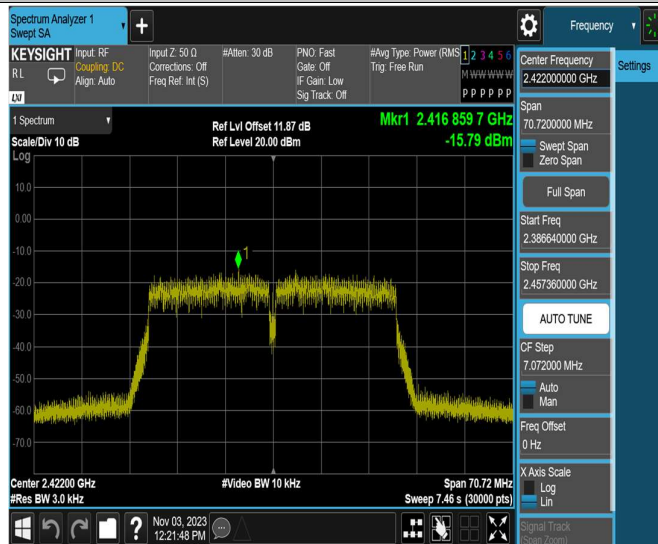 Spectrum Analyzer 1
Swept SA
+
Frequency
KEYSIGHT
RL
LXI
Input: RF
Coupling: DC
Align: Auto
Input Z: 50 Ω
Corrections: Off
Freq Ref: Int (S)
#Atten: 30 dB
PNO: Fast
Gate: Off
IF Gain: Low
Sig Track: Off
#Avg Type: Power (RMS
Trig: Free Run
1 2 3 4 5 6
M W W W W W
P P P P P P
1 Spectrum
Scale/Div 10 dB
Log
Ref Lvl Offset 11.87 dB
Ref Level 20.00 dBm
Mkr1 2.416 859 7 GHz
-15.79 dBm
10.0
0.00
-10.0
-20.0
-30.0
-40.0
-50.0
-60.0
-70.0
1
Center 2.42200 GHz
#Res BW 3.0 kHz
#Video BW 10 kHz
Span 70.72 MHz
Sweep 7.46 s (30000 pts)
Nov 03, 2023
12:21:48 PM
Center Frequency
2.422000000 GHz
Settings
Span
70.7200000 MHz
Swept Span
Zero Span
Full Span
Start Freq
2.386640000 GHz
Stop Freq
2.457360000 GHz
AUTO TUNE
CF Step
7.072000 MHz
Auto
Man
Freq Offset
0 Hz
X Axis Scale
Log
Lin
Signal Track
(Span Zoom)